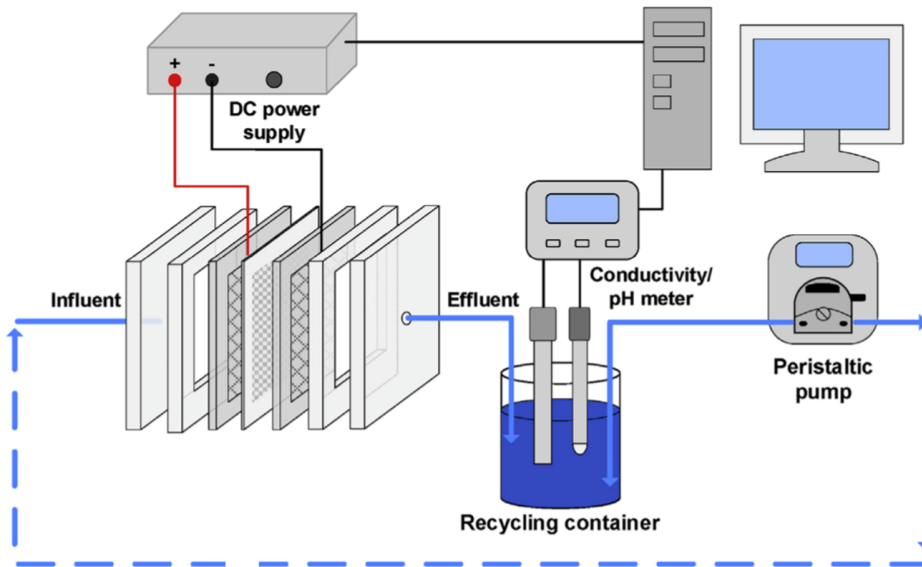 + -
DC power
supply
Influent
Effluent
Conductivity/
pH meter
Peristaltic
pump
Recycling container